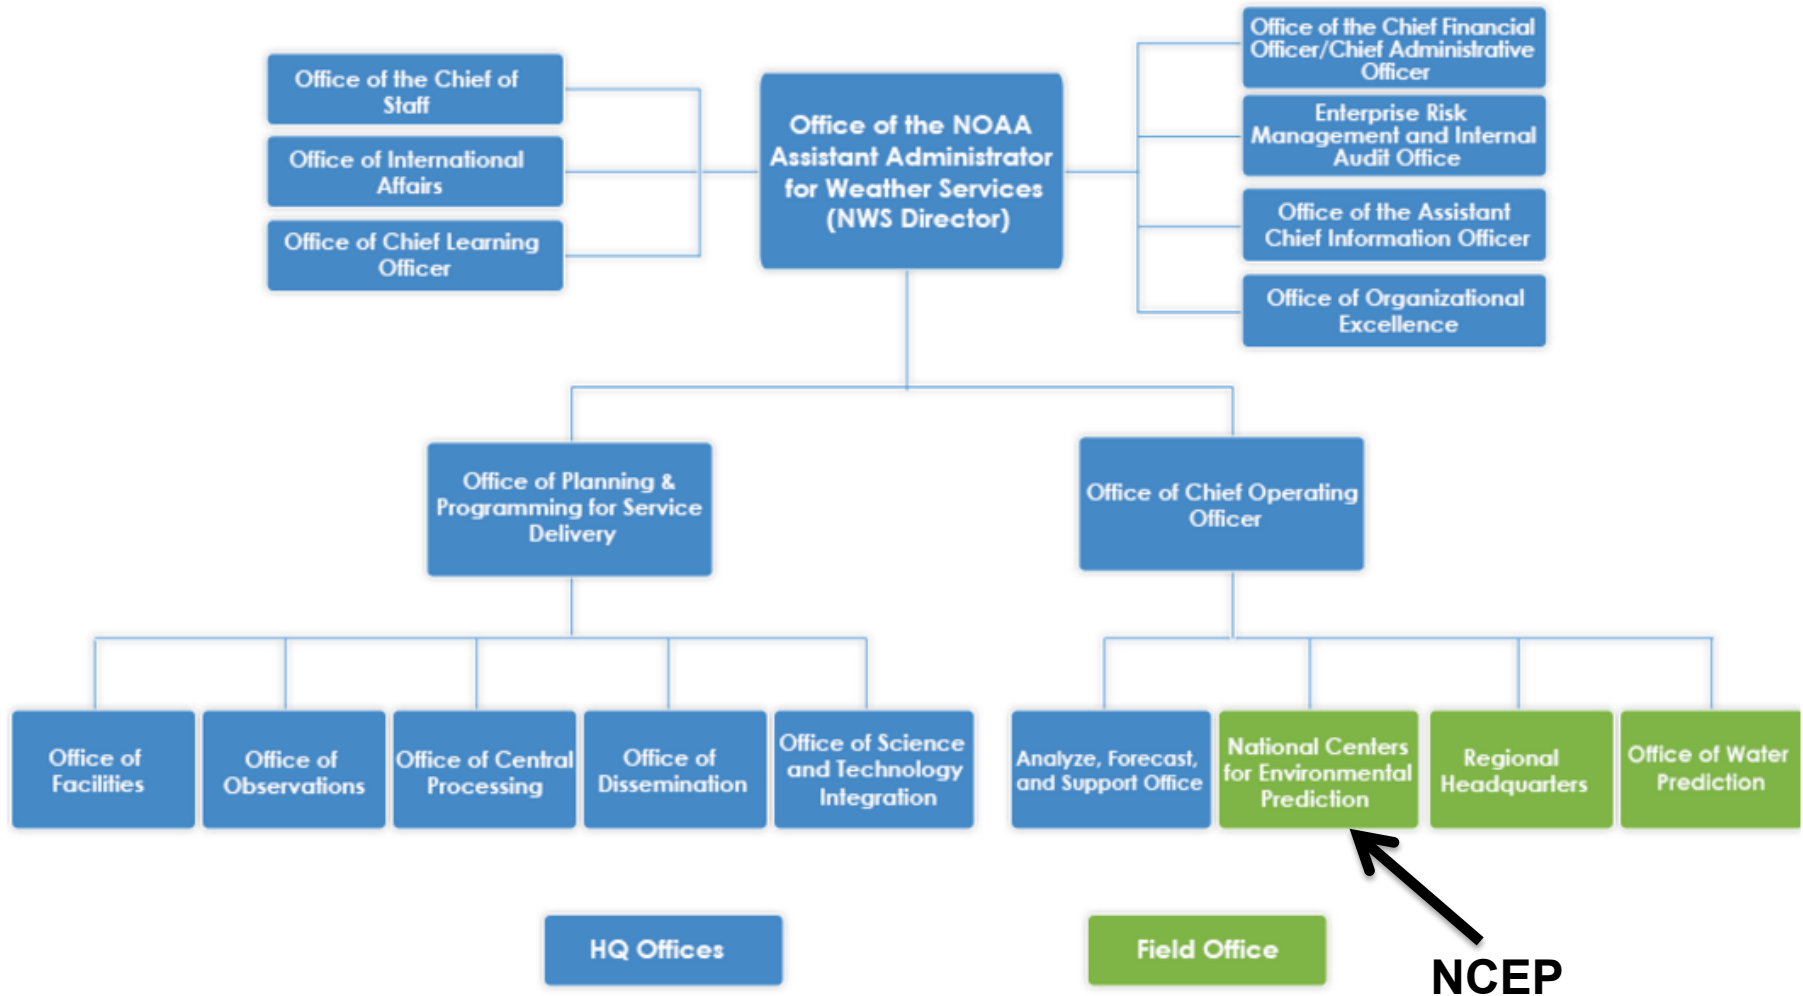 Office of the Chief of
Staff
Office of International
Affairs
Office of Chief Learning
Officer
Office of the NOAA
Assistant Administrator
for Weather Services
(NWS Director)
Office of the Chief Financial
Officer/Chief Administrative
Officer
Enterprise Risk
Management and Internal
Audit Office
Office of the Assistant
Chief Information Officer
Office of Organizational
Excellence
Office of Planning &
Programming for Service
Delivery
Office of Chief Operating
Officer
Office of
Facilities
Office of
Observations
Office of Central
Processing
Office of
Dissemination
Office of Science
and Technology
Integration
Analyze, Forecast,
and Support Office
National Centers
for Environmental
Prediction
Regional
Headquarters
Office of Water
Prediction
HQ Offices
Field Office
NCEP